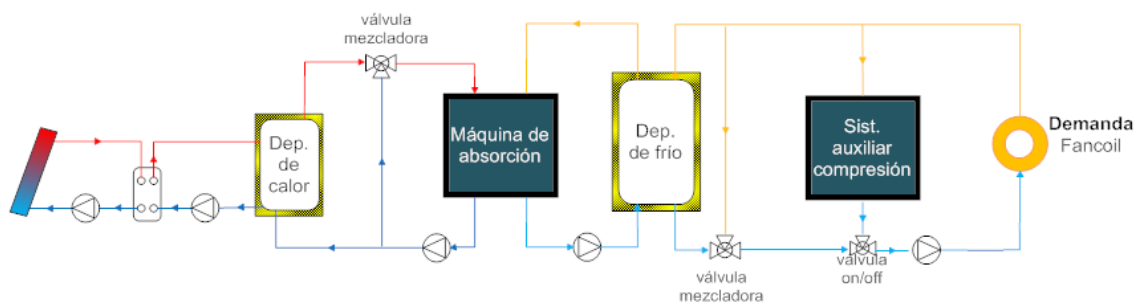 válvula
mezcladora
Dep.
de
calor
Máquina de
absorción
Dep.
de frío
Sist.
auxiliar
compresión
Demanda
Fancoil
válvula
mezcladora
válvula
on/off